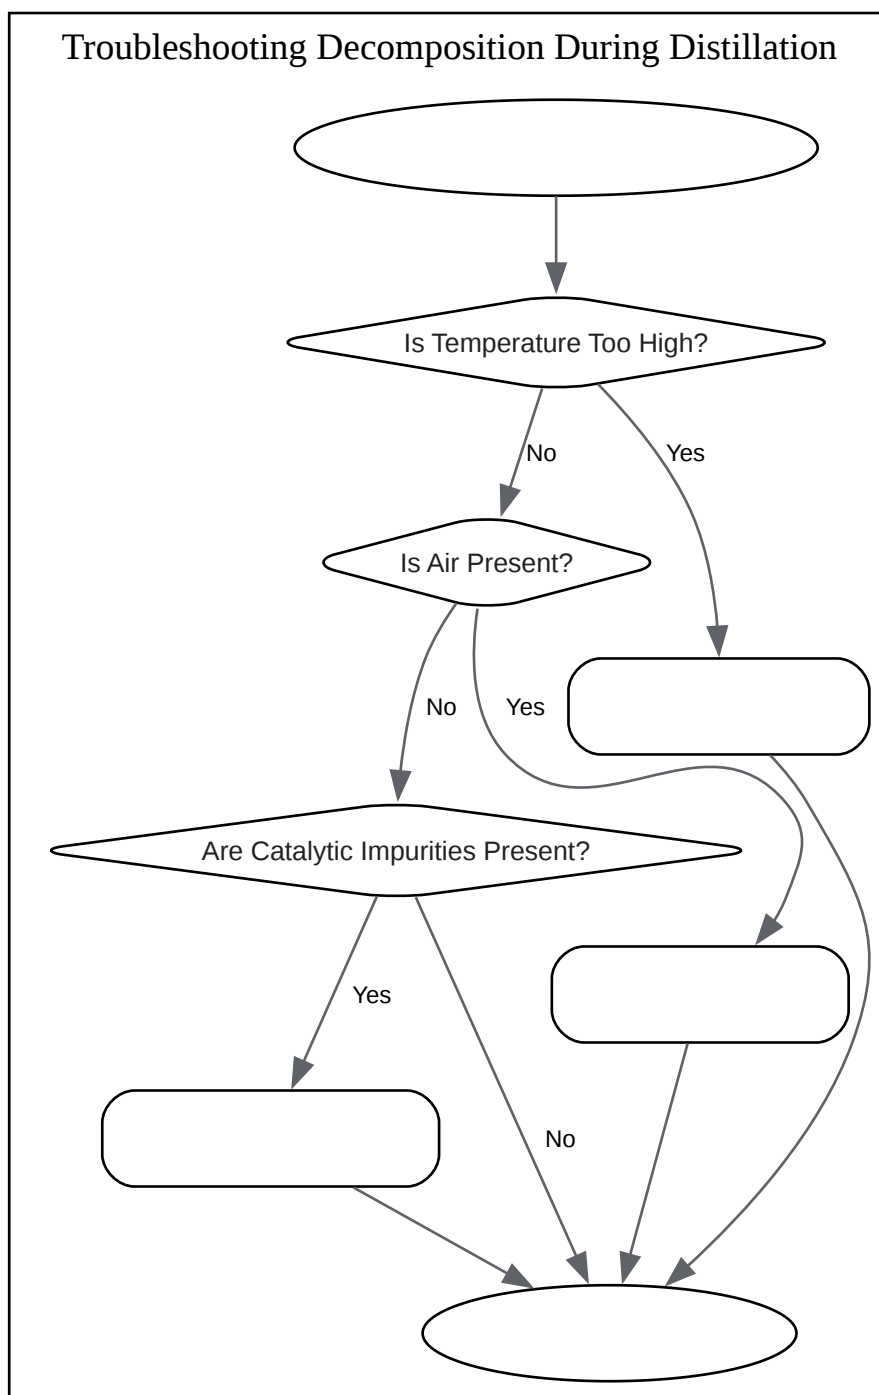 Troubleshooting Decomposition During Distillation
Is Temperature Too High?
No
Yes
Is Air Present?
No
Yes
Are Catalytic Impurities Present?
Yes
No